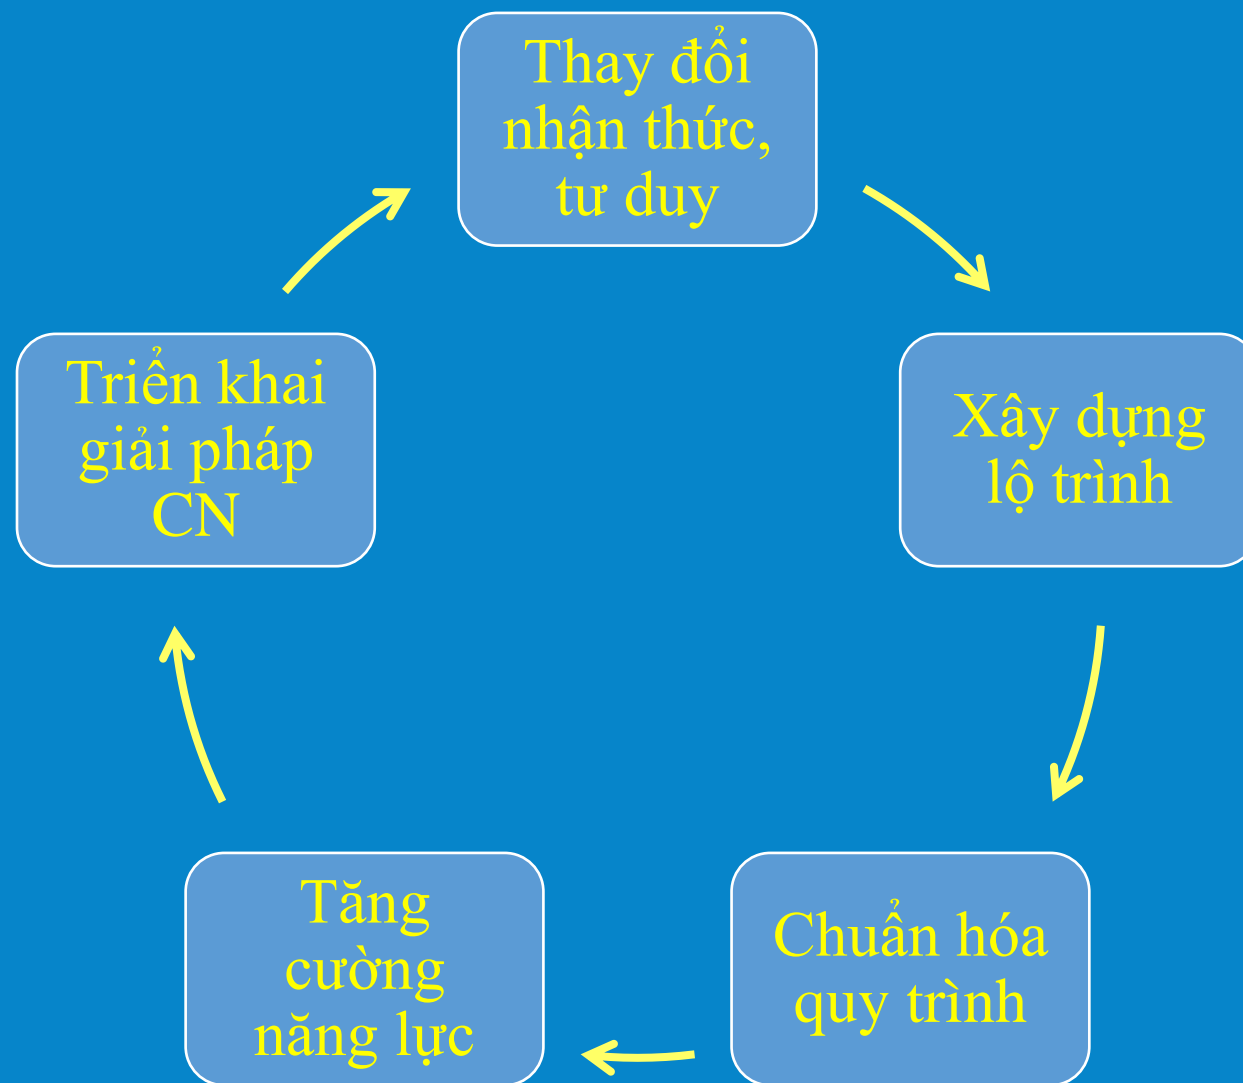 Thay đổi
nhận thức,
tư duy
Xây dựng
lộ trình
Chuẩn hóa
quy trình
Tăng
cường
năng lực
Triển khai
giải pháp
CN